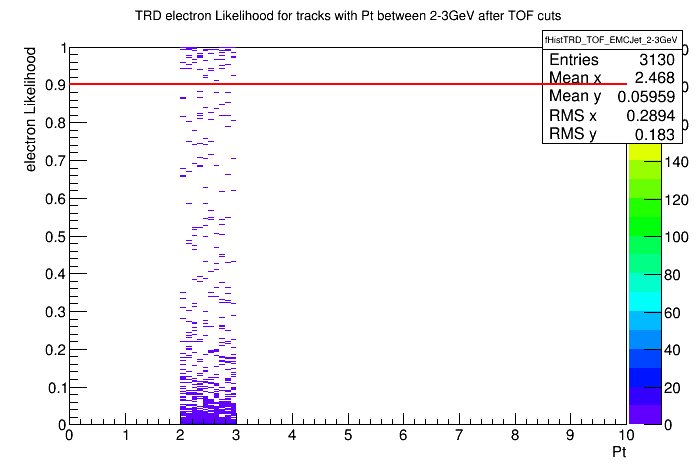 TRD electron Likelihood for tracks with Pt between 2-3GeV after TOF cuts
fHistTRD_TOF_EMCJet_2-3GeV
Entries 3130
Mean x 2.468
Mean y 0.05959
RMS x 0.2894
RMS y 0.183
electron Likelihood
1
0.9
0.8
0.7
0.6
0.5
0.4
0.3
0.2
0.1
0
0 1 2 3 4 5 6 7 8 9 10
Pt
140
120
100
80
60
40
20
0